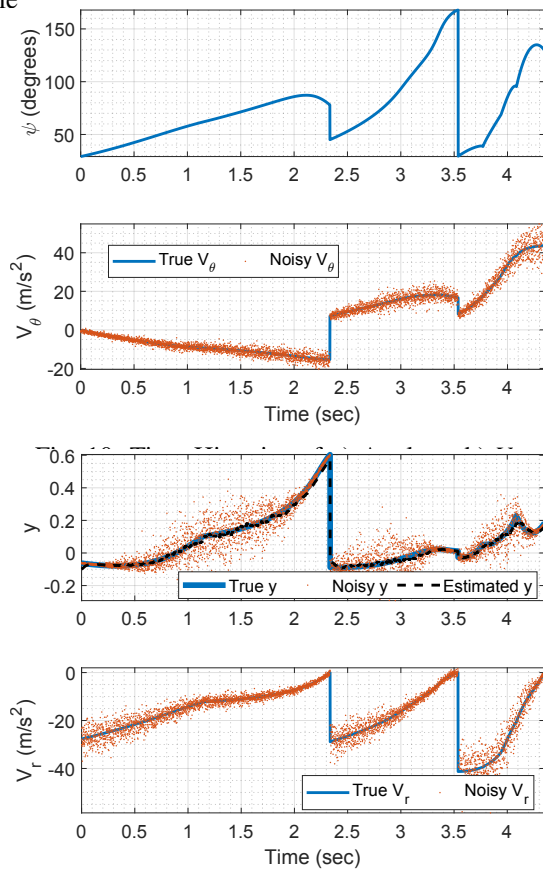 150
100
50
ψ (degrees)
0 0.5 1 1.5 2 2.5 3 3.5 4
40
20
0
-20
V_θ (m/s²)
True V_θ Noisy V_θ
0 0.5 1 1.5 2 2.5 3 3.5 4
Time (sec)
0.6
0.4
0.2
0
-0.2
y
True y Noisy y Estimated y
0 0.5 1 1.5 2 2.5 3 3.5 4
0
-20
-40
V_r (m/s²)
True V_r Noisy V_r
0 0.5 1 1.5 2 2.5 3 3.5 4
Time (sec)